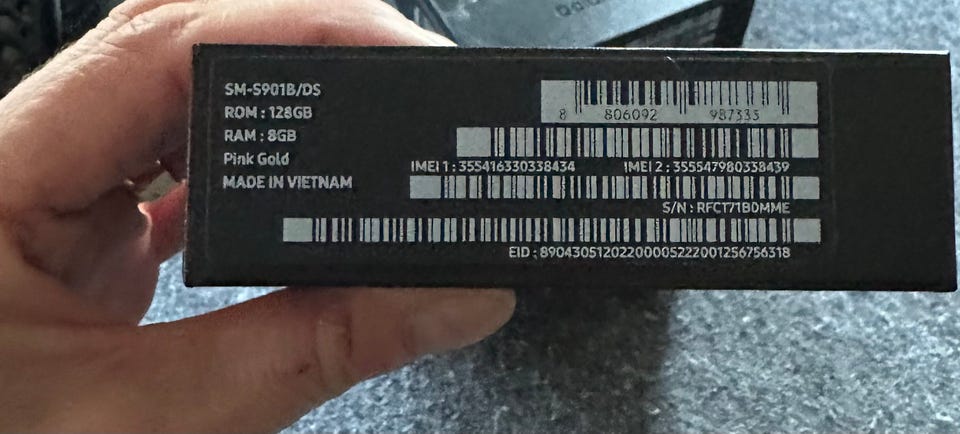 SM-S901B/DS
ROM : 128GB
RAM : 8GB
Pink Gold
MADE IN VIETNAM
8 806092 987333
IMEI 1 : 355416330338434 IMEI 2 : 355547980338439
S/N : RFCT71B0MME
EID : 89043051202200005222001256756318